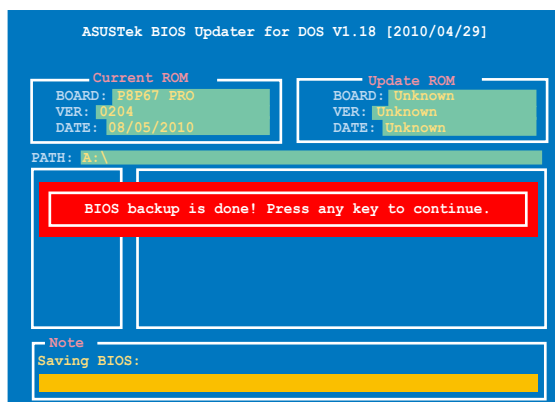 ASUSTek BIOS Updater for DOS V1.18 [2010/04/29]
Current ROM
BOARD: P8P67 PRO
VER: 0204
DATE: 08/05/2010
Update ROM
BOARD: Unknown
VER: Unknown
DATE: Unknown
PATH: A:\
BIOS backup is done! Press any key to continue.
Note
Saving BIOS: